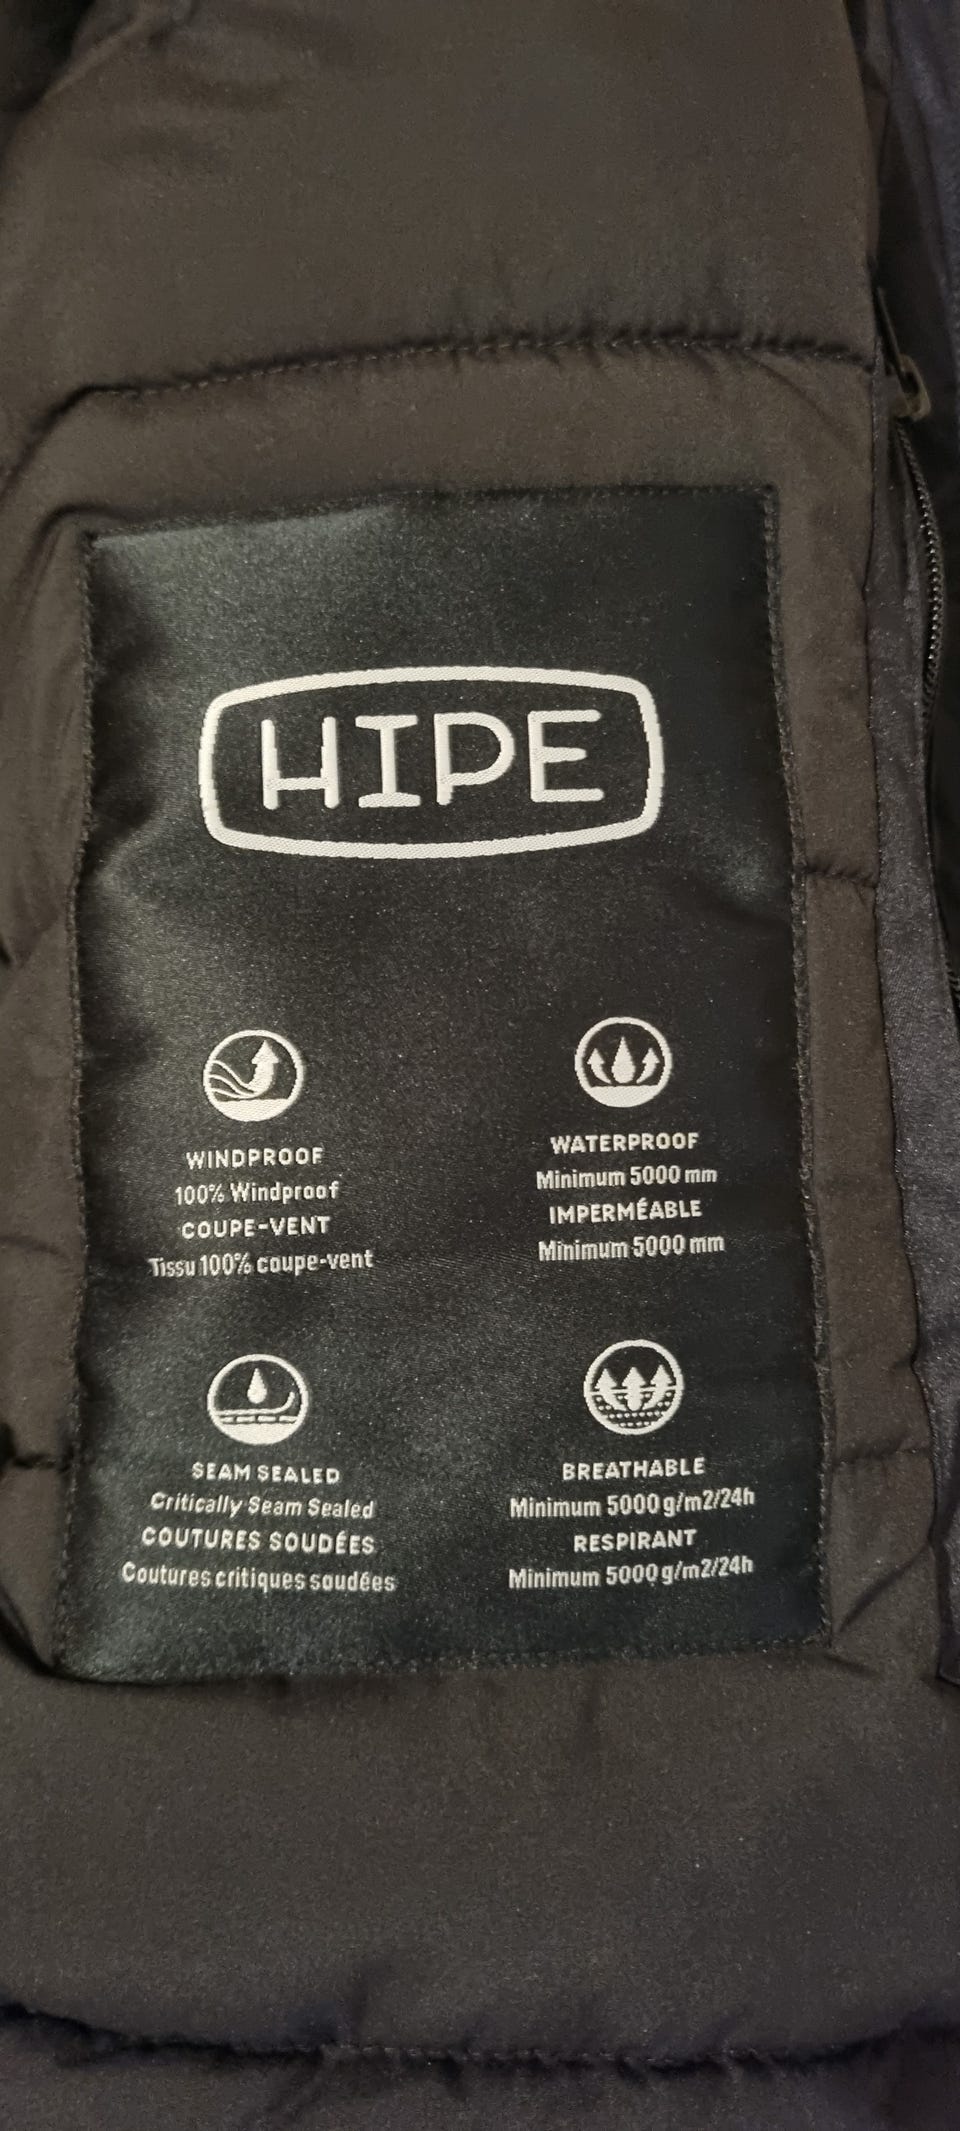 HIPE
WINDPROOF
100% Windproof
COUPE-VENT
Tissu 100% coupe-vent
WATERPROOF
Minimum 5000 mm
IMPERMÉABLE
Minimum 5000 mm
SEAM SEALED
Critically Seam Sealed
COUTURES SOUDÉES
Coutures critiques soudées
BREATHABLE
Minimum 5000 g/m2/24h
RESPIRANT
Minimum 5000 g/m2/24h